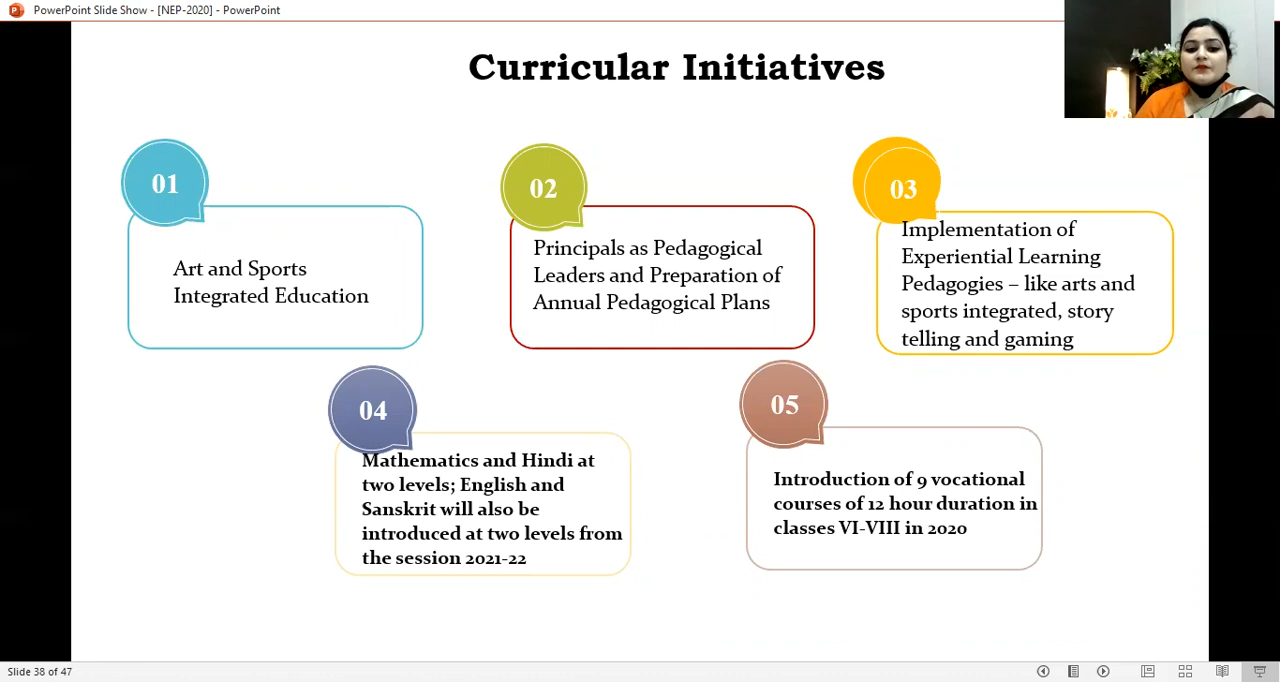 PowerPoint Slide Show - [NEP-2020] - PowerPoint
Curricular Initiatives
01
Art and Sports
Integrated Education
02
Principals as Pedagogical
Leaders and Preparation of
Annual Pedagogical Plans
03
Implementation of
Experiential Learning
Pedagogies – like arts and
sports integrated, story
telling and gaming
04
Mathematics and Hindi at
two levels; English and
Sanskrit will also be
introduced at two levels from
the session 2021-22
05
Introduction of 9 vocational
courses of 12 hour duration in
classes VI-VIII in 2020
Slide 38 of 47